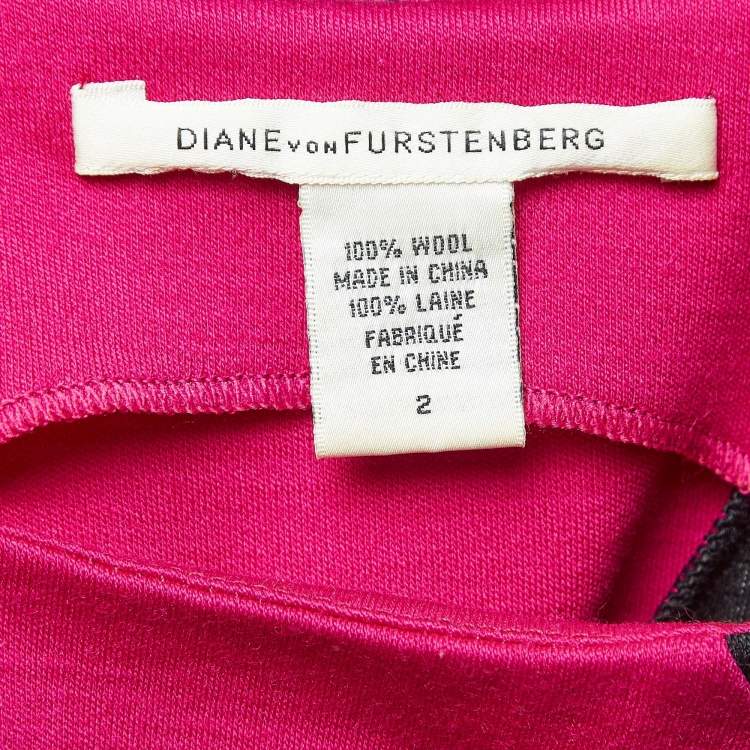 DIANE VON FURSTENBERG
100% WOOL
MADE IN CHINA
100% LAINE
FABRIQUÉ
EN CHINE
2